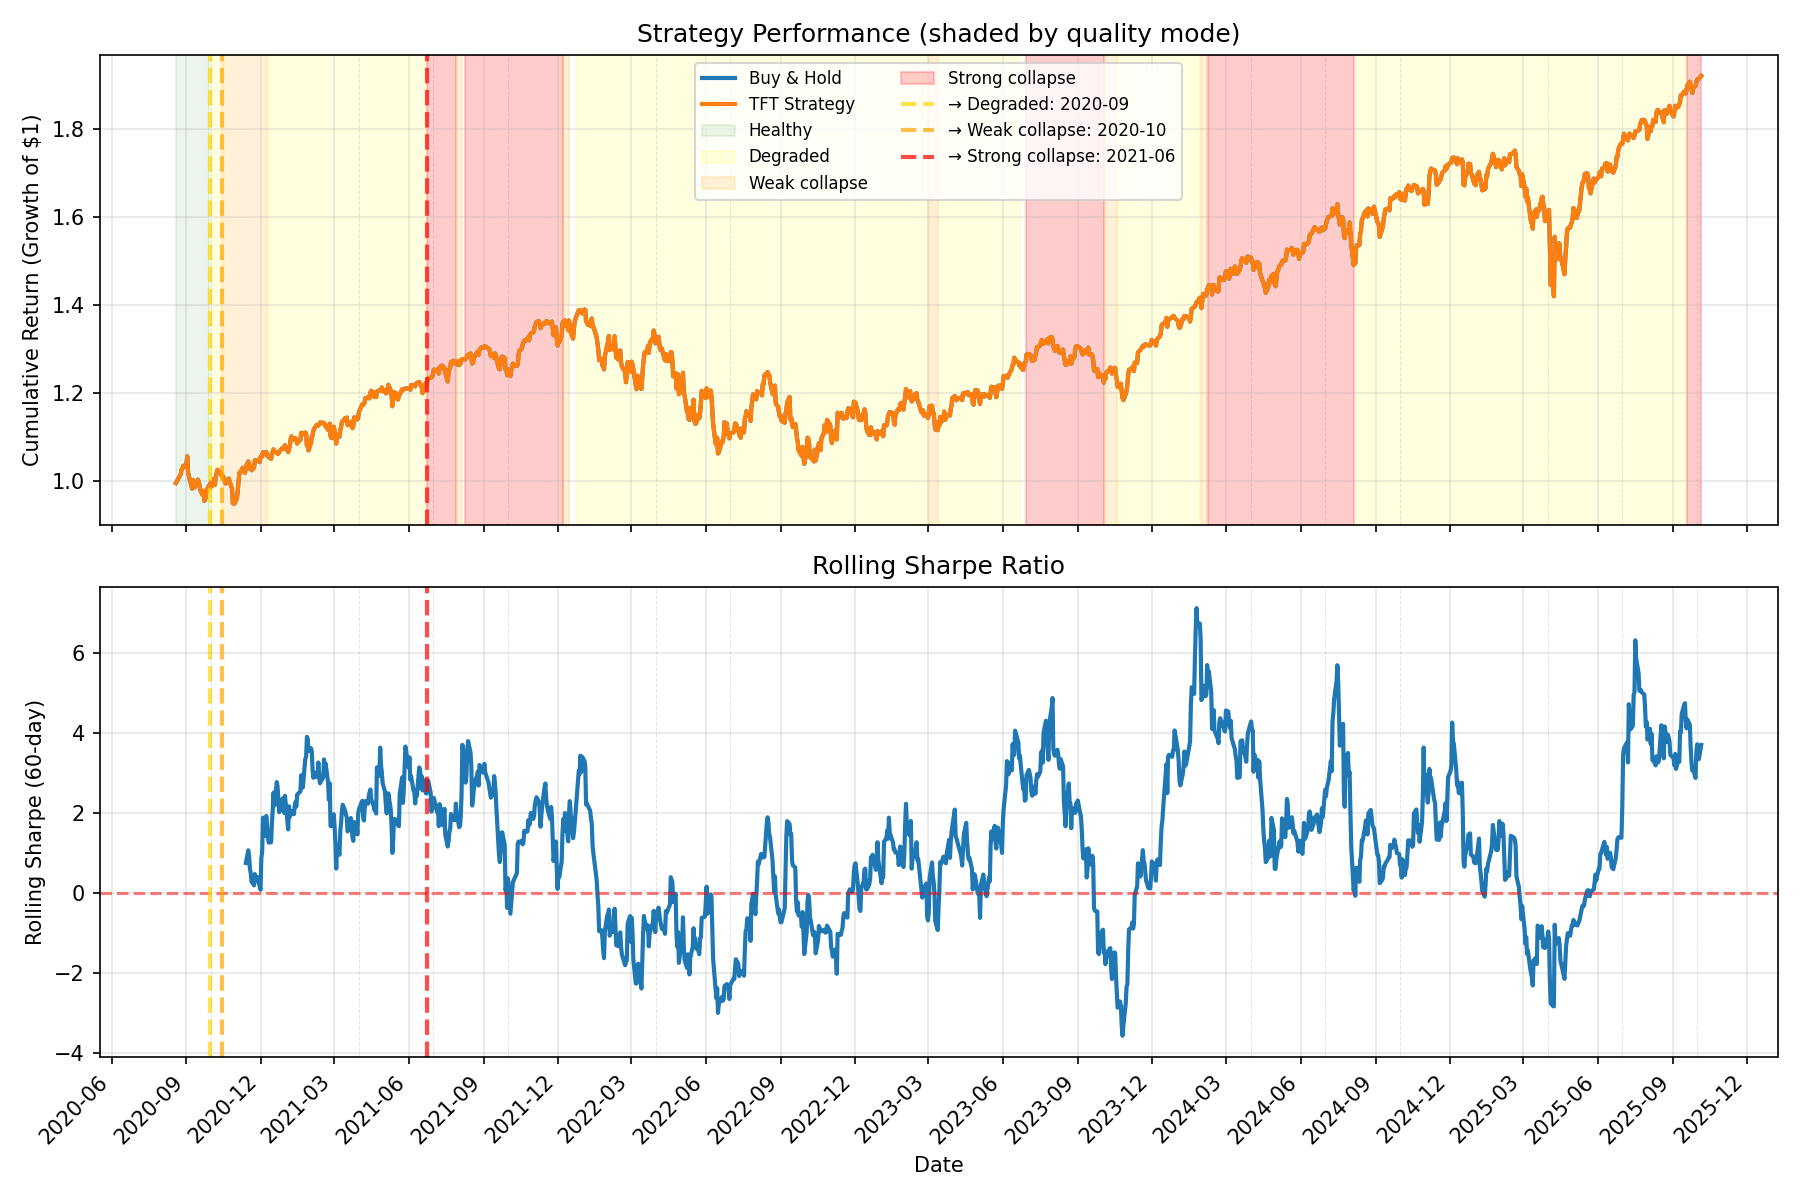 Strategy Performance (shaded by quality mode)
Cumulative Return (Growth of $1)
1.8
1.6
1.4
1.2
1.0
Buy & Hold
TFT Strategy
Healthy
Degraded
Weak collapse
Strong collapse
→ Degraded: 2020-09
→ Weak collapse: 2020-10
→ Strong collapse: 2021-06
Rolling Sharpe Ratio
Rolling Sharpe (60-day)
6
4
2
0
−2
−4
2020-06
2020-09
2020-12
2021-03
2021-06
2021-09
2021-12
2022-03
2022-06
2022-09
2022-12
2023-03
2023-06
2023-09
2023-12
2024-03
2024-06
2024-09
2024-12
2025-03
2025-06
2025-09
2025-12
Date